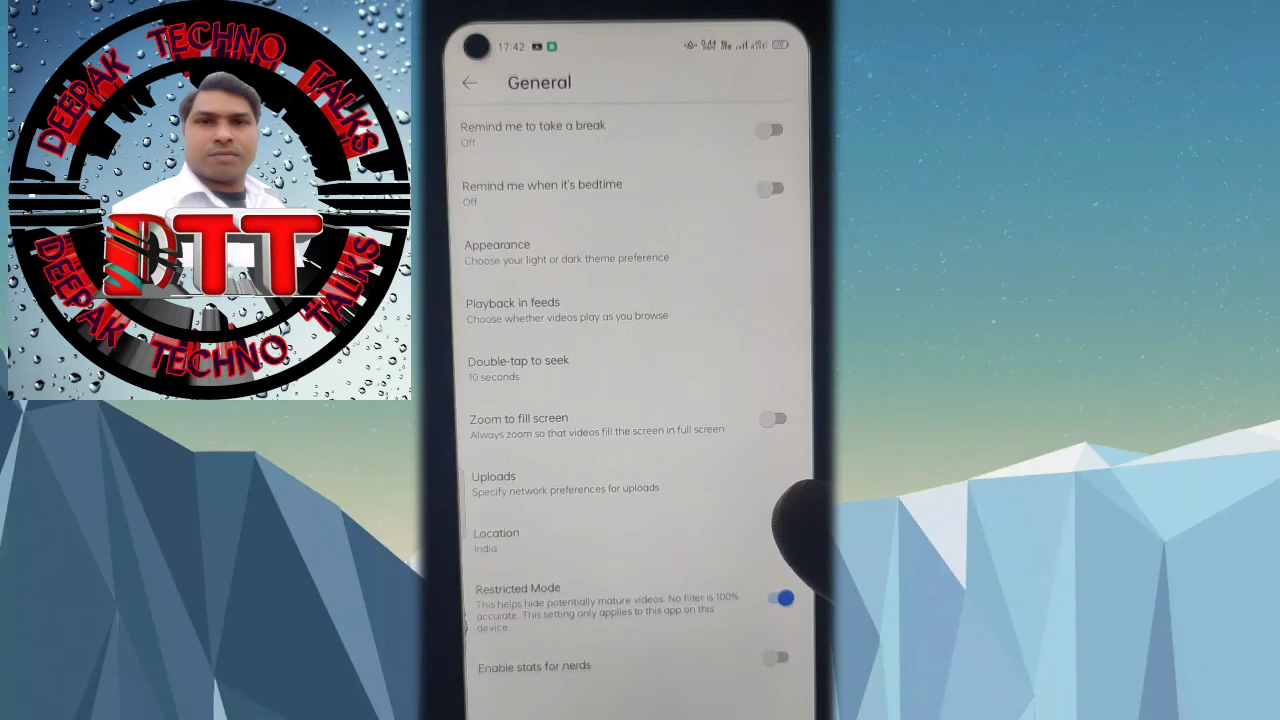 DEEPAK TECHNO TALKS
DTT
DEEPAK TECHNO TALKS
17:42
General
Remind me to take a break
Off
Remind me when it's bedtime
Off
Appearance
Choose your light or dark theme preference
Playback in feeds
Choose whether videos play as you browse
Double-tap to seek
10 seconds
Zoom to fill screen
Always zoom so that videos fill the screen in full screen
Uploads
Specify network preferences for uploads
Location
India
Restricted Mode
This helps hide potentially mature videos. No filter is 100%
accurate. This setting only applies to this app on this
device.
Enable stats for nerds